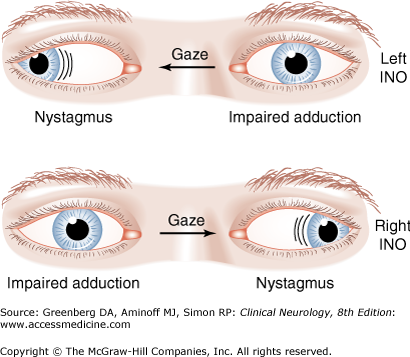 Gaze
Left
INO
Nystagmus
Impaired adduction
Gaze
Right
INO
Impaired adduction
Nystagmus
Source: Greenberg DA, Aminoff MJ, Simon RP: Clinical Neurology, 8th Edition:
www.accessmedicine.com
Copyright © The McGraw-Hill Companies, Inc. All rights reserved.